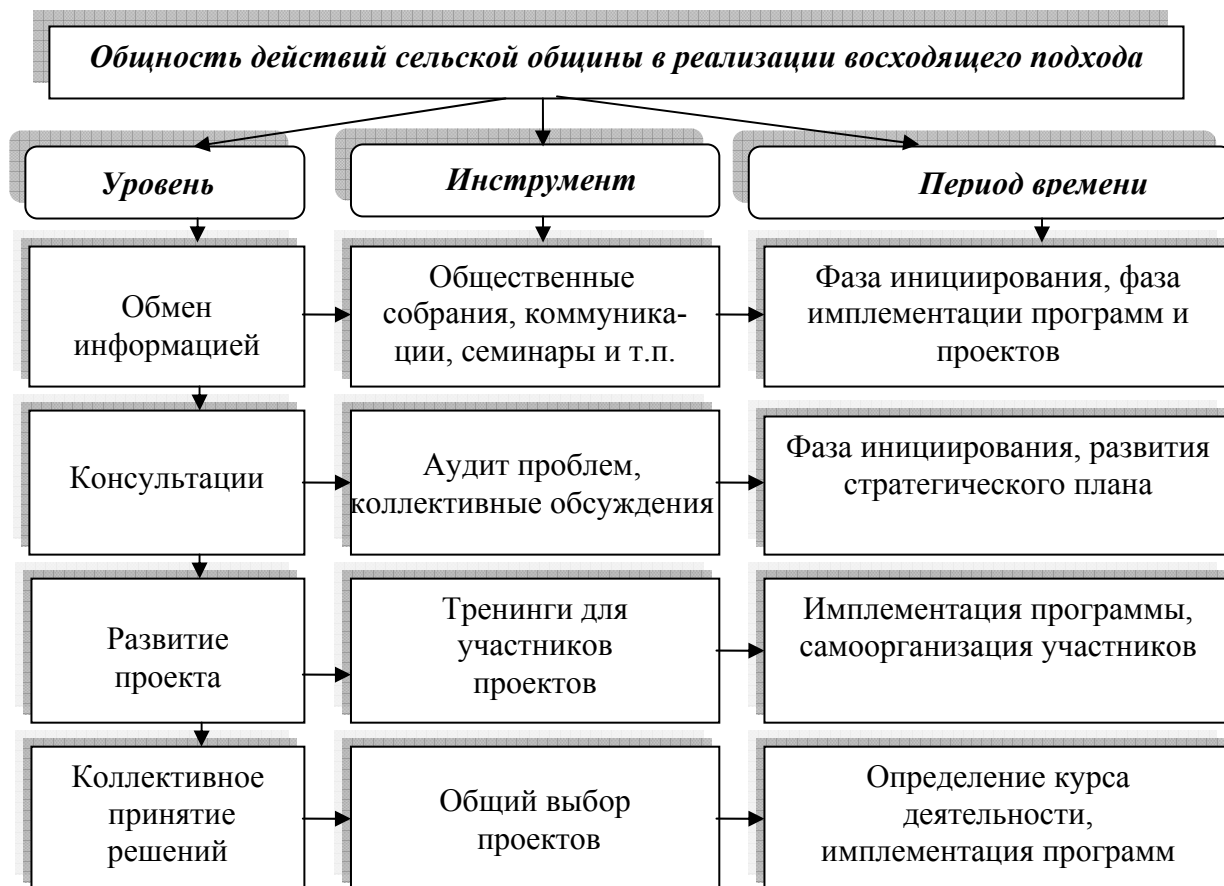 Общность действий сельской общины в реализации восходящего подхода
Уровень
Инструмент
Период времени
Обмен
информацией
Общественные
собрания, коммуника-
ции, семинары и т.п.
Фаза инициирования, фаза
имплементации программ и
проектов
Консультации
Аудит проблем,
коллективные обсуждения
Фаза инициирования, развития
стратегического плана
Развитие
проекта
Тренинги для
участников
проектов
Имплементация программы,
самоорганизация участников
Коллективное
принятие
решений
Общий выбор
проектов
Определение курса
деятельности,
имплементация программ